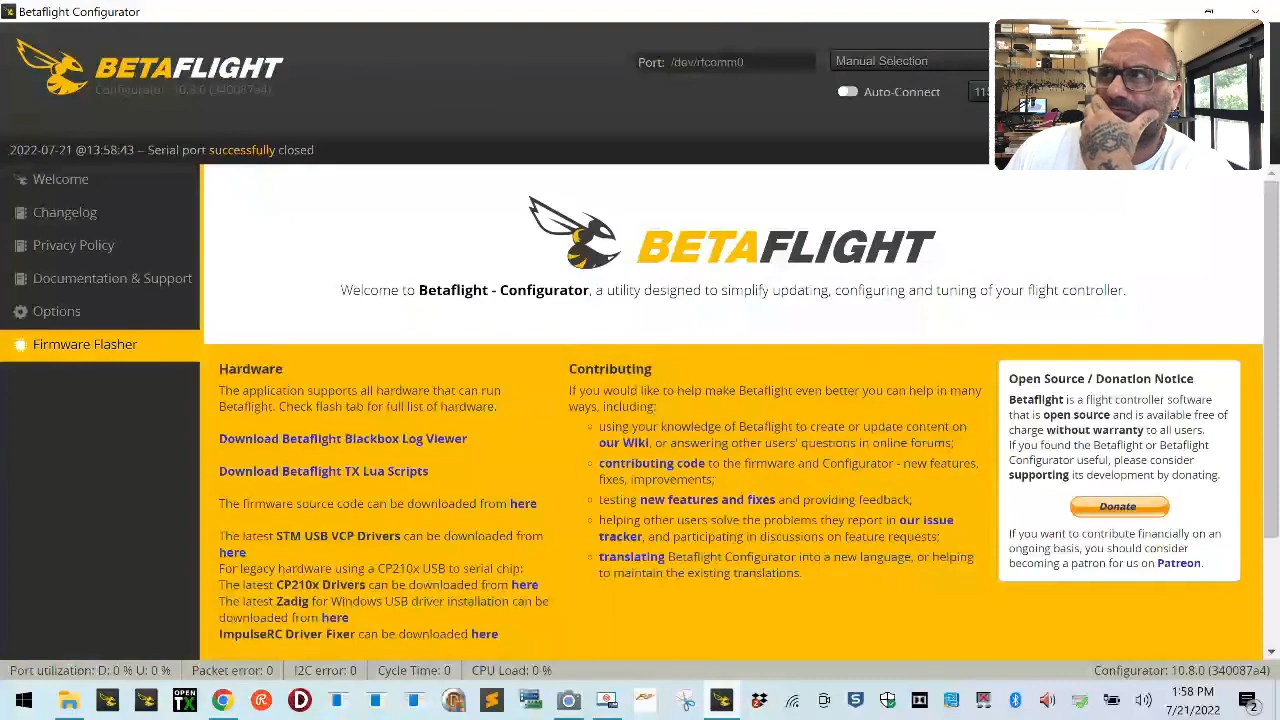 Betaflight Configurator
BETAFLIGHT
Configurator 10.8.0 (340087a4)
Port: /dev/rfcomm0
Manual Selection
Auto-Connect
115
2022-07-21 @13:58:43 -- Serial port successfully closed
Welcome
Changelog
Privacy Policy
Documentation & Support
Options
Firmware Flasher
BETAFLIGHT
Welcome to Betaflight - Configurator, a utility designed to simplify updating, configuring and tuning of your flight controller.
Hardware
The application supports all hardware that can run
Betaflight. Check flash tab for full list of hardware.
Download Betaflight Blackbox Log Viewer
Download Betaflight TX Lua Scripts
The firmware source code can be downloaded from here
The latest STM USB VCP Drivers can be downloaded from
here
For legacy hardware using a CP210x USB to serial chip:
The latest CP210x Drivers can be downloaded from here
The latest Zadig for Windows USB driver installation can be
downloaded from here
ImpulseRC Driver Fixer can be downloaded here
Contributing
If you would like to help make Betaflight even better you can help in many
ways, including:
using your knowledge of Betaflight to create or update content on
our Wiki, or answering other users' questions in online forums;
contributing code to the firmware and Configurator - new features,
fixes, improvements;
testing new features and fixes and providing feedback;
helping other users solve the problems they report in our issue
tracker, and participating in discussions on feature requests;
translating Betaflight Configurator into a new language, or helping
to maintain the existing translations.
Open Source / Donation Notice
Betaflight is a flight controller software
that is open source and is available free of
charge without warranty to all users.
If you found the Betaflight or Betaflight
Configurator useful, please consider
supporting its development by donating.
Donate
If you want to contribute financially on an
ongoing basis, you should consider
becoming a patron for us on Patreon.
Port utilization: D: 0 % U: 0 %
Packet error: 0
I2C error: 0
Cycle Time: 0
CPU Load: 0 %
Configurator: 10.8.0 (340087a4)
OPEN
TX
1:58 PM
7/21/2022
2